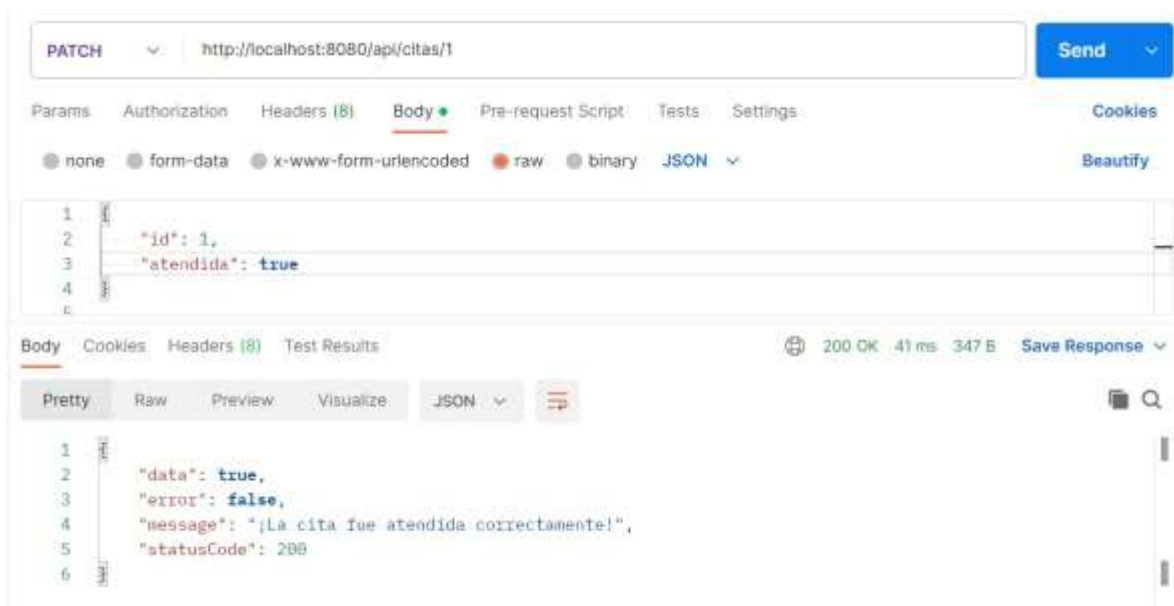 PATCH http://localhost:8080/api/citas/1 Send
Params Authorization Headers (8) Body Pre-request Script Tests Settings Cookies
none form-data x-www-form-urlencoded raw binary JSON Beautify
1 {
2 "id": 1,
3 "atendida": true
4 }
5
Body Cookies Headers (8) Test Results 200 OK 41 ms 347 B Save Response
Pretty Raw Preview Visualize JSON
1 {
2 "data": true,
3 "error": false,
4 "message": "¡La cita fue atendida correctamente!",
5 "statusCode": 200
6 }